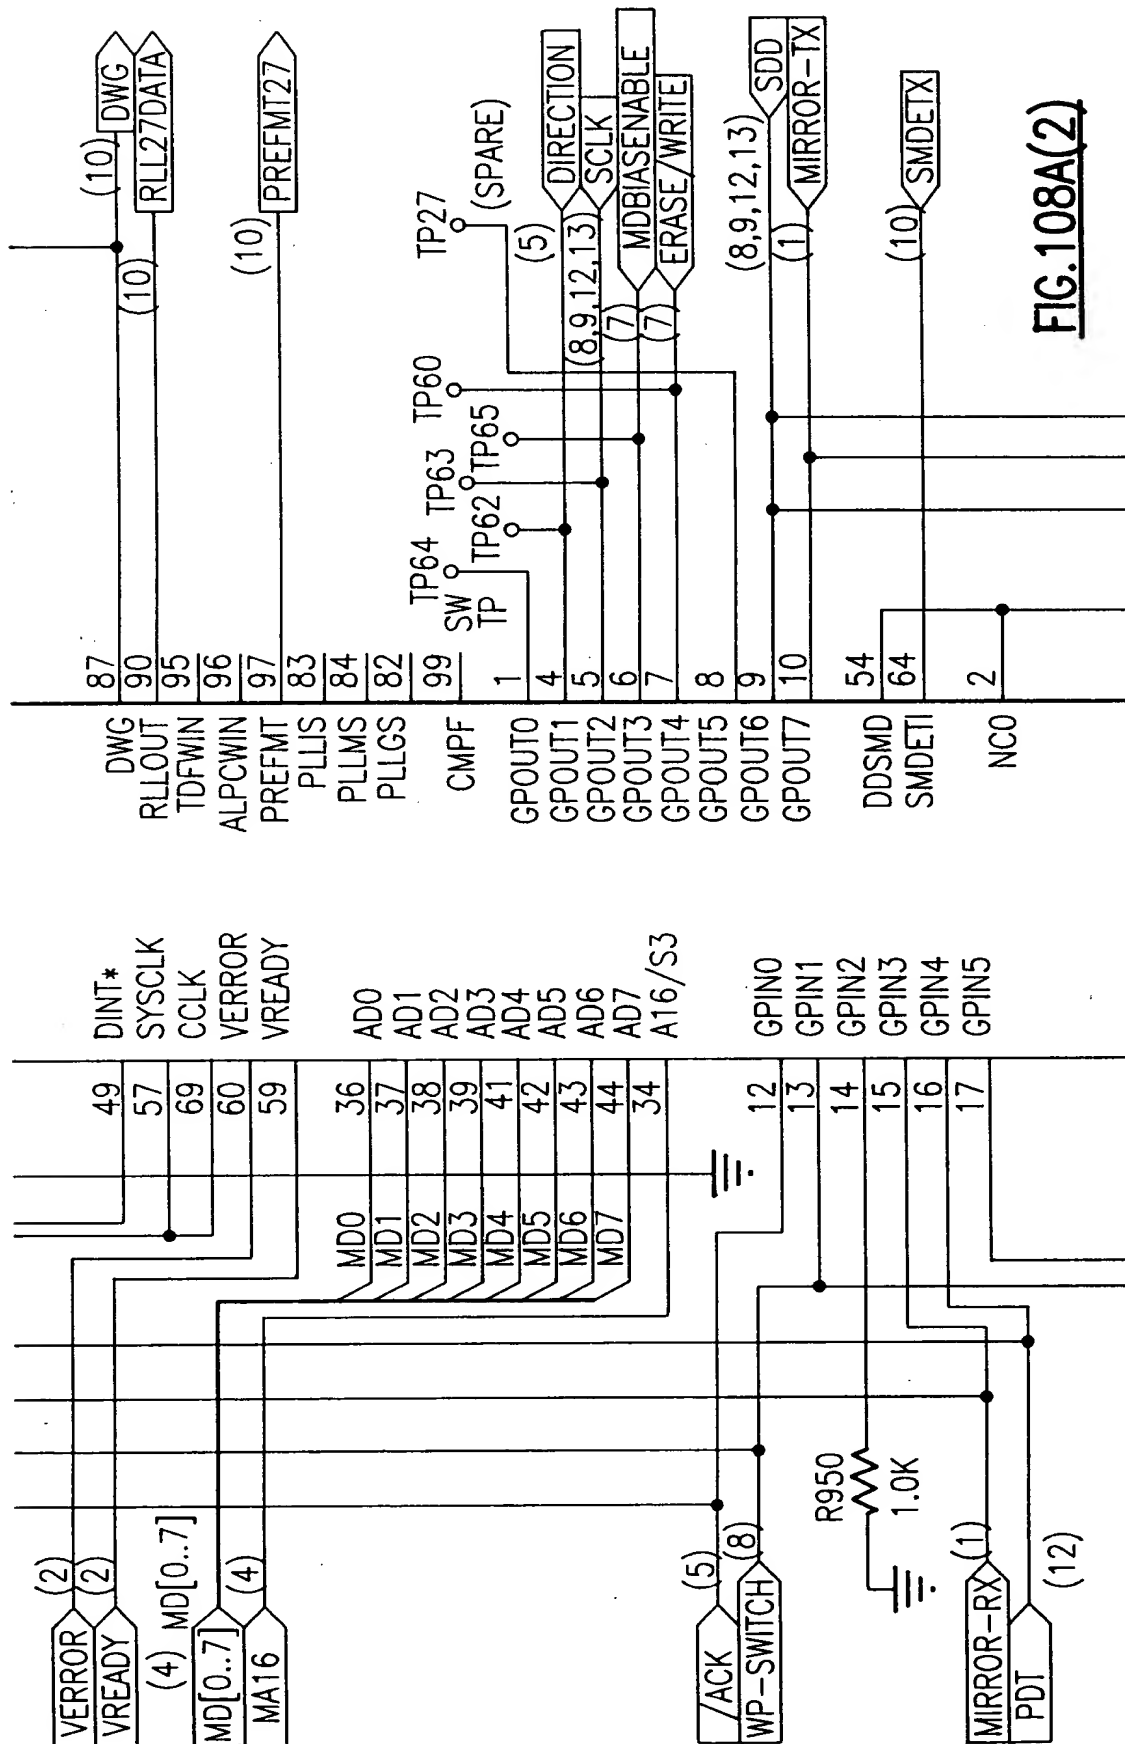 (10)
DWG
(10)
RLL27DATA
(10)
PREFMT27
TP27
(SPARE)
(5)
DIRECTION
(8,9,12,13)
SCLK
(7)
MDBIASENABLE
(7)
ERASE/WRITE
(8,9,12,13)
SDD
(1)
MIRROR-TX
(10)
SMDETX
TP64
SW
TP
TP62
TP63
TP65
TP60
DWG 87
RLLOUT 90
TDFWIN 95
ALPCWIN 96
PREFMT 97
PLLIS 83
PLLMS 84
PLLGS 82
CMPF 99
GPOUT0 1
GPOUT1 4
GPOUT2 5
GPOUT3 6
GPOUT4 7
GPOUT5 8
GPOUT6 9
GPOUT7 10
DDSMD 54
SMDETI 64
NC0 2
49 DINT*
57 SYSCLK
69 CCLK
60 VERROR
59 VREADY
MD0 36 AD0
MD1 37 AD1
MD2 38 AD2
MD3 39 AD3
MD4 41 AD4
MD5 42 AD5
MD6 43 AD6
MD7 44 AD7
34 A16/S3
12 GPIN0
13 GPIN1
14 GPIN2
15 GPIN3
16 GPIN4
17 GPIN5
VERROR (2)
VREADY (2)
(4) MD[0..7]
MD[0..7]
MA16 (4)
/ACK (5)
WP-SWITCH (8)
R950
1.0K
MIRROR-RX (1)
PDT (12)
FIG.108A(2)